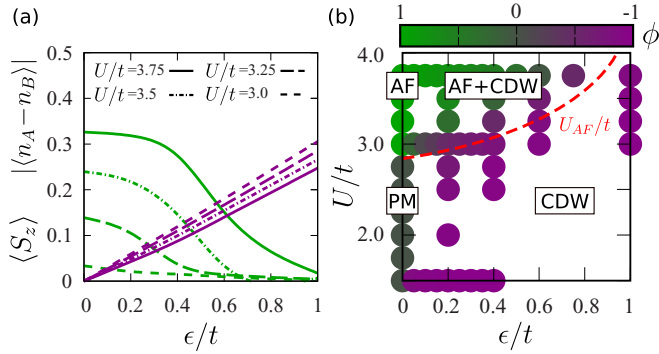 (a)
0.5
0.4
0.3
0.2
0.1
0
⟨S_z⟩ |⟨n_A − n_B⟩|
U/t=3.75 U/t=3.25
U/t=3.5 U/t=3.0
0 0.2 0.4 0.6 0.8 1
ϵ/t
(b)
1 0 -1
ϕ
4.0
3.0
2.0
U/t
AF AF+CDW
U_AF/t
PM CDW
0 0.2 0.4 0.6 0.8 1
ϵ/t